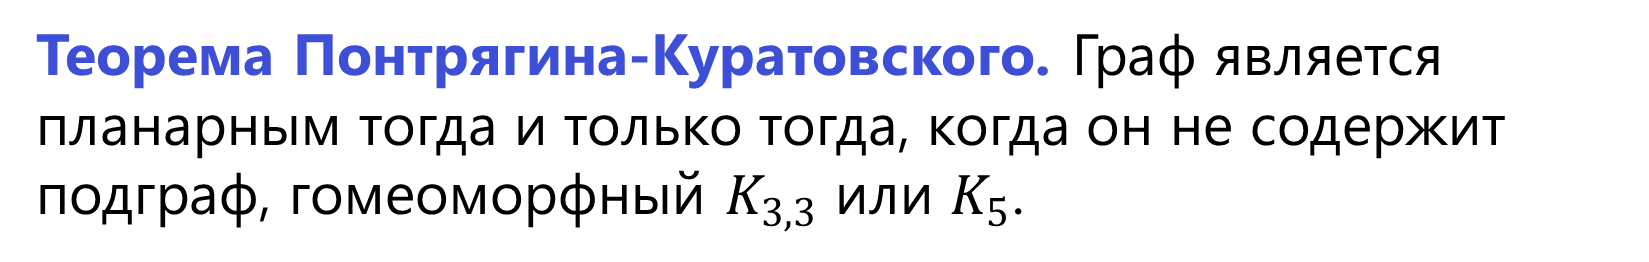 Теорема Понтрягина-Куратовского. Граф является
планарным тогда и только тогда, когда он не содержит
подграф, гомеоморфный K₃,₃ или K₅.